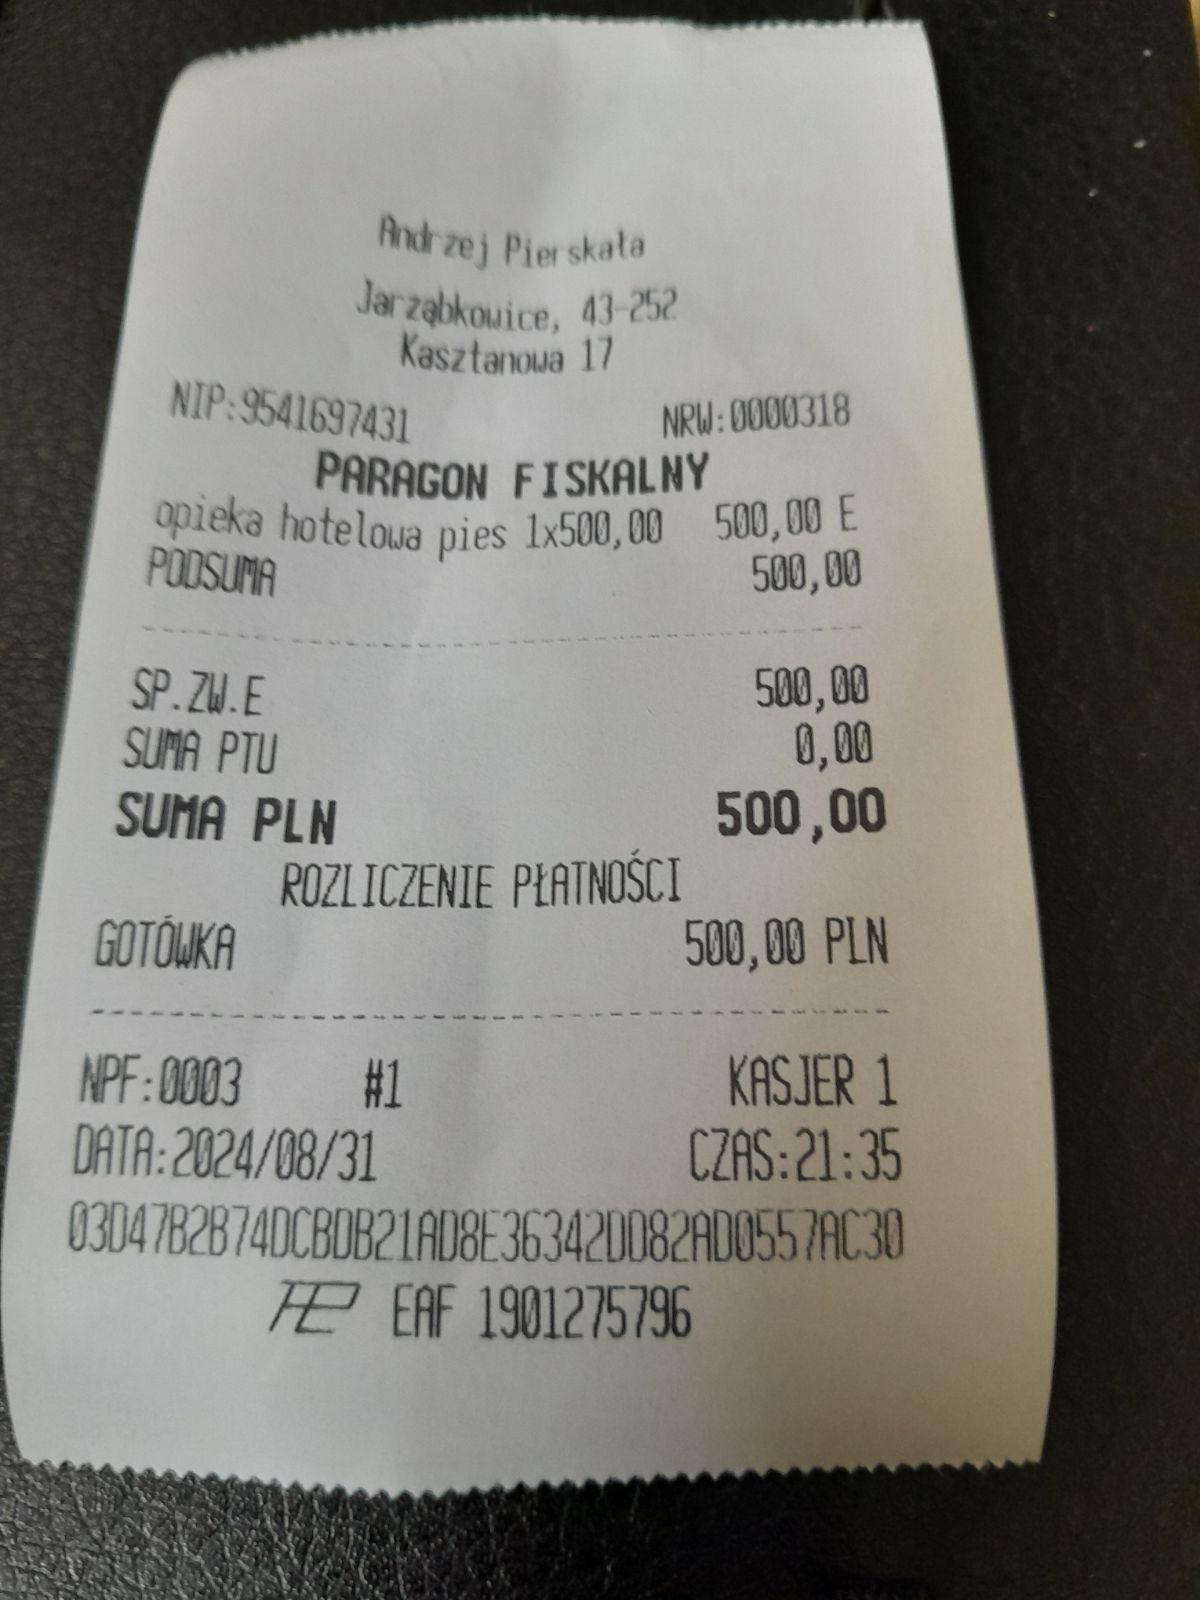 Andrzej Pierskała
Jarząbkowice, 43-252
Kasztanowa 17
NIP:9541697431 NRW:0000318
PARAGON FISKALNY
opieka hotelowa pies 1x500,00 500,00 E
PODSUMA 500,00
SP.ZW.E 500,00
SUMA PTU 0,00
SUMA PLN 500,00
ROZLICZENIE PŁATNOŚCI
GOTÓWKA 500,00 PLN
NPF:0003 #1 KASJER 1
DATA:2024/08/31 CZAS:21:35
03D47B2B74DCBDB21AD8E36342DD82AD0557AC30
EAF 1901275796